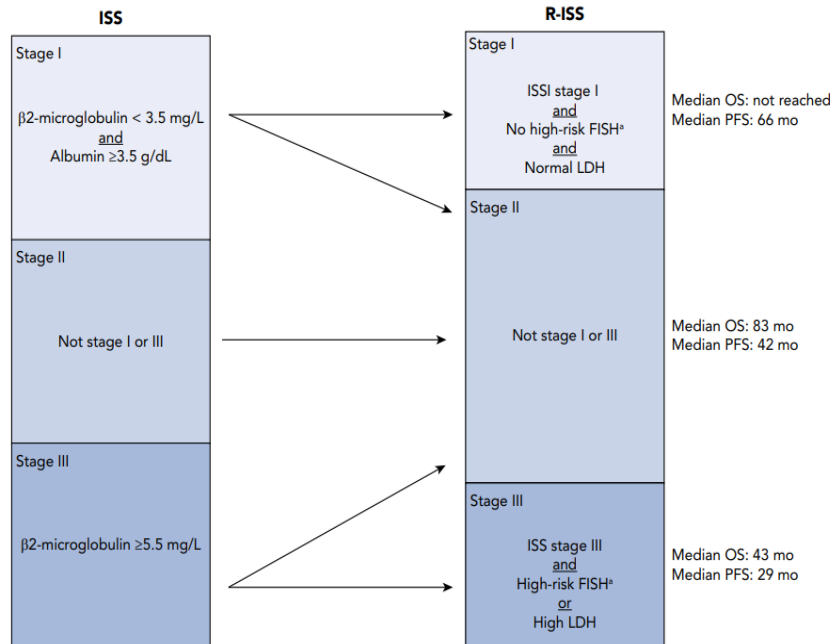 ISS
Stage I
β2-microglobulin < 3.5 mg/L
and
Albumin ≥3.5 g/dL
Stage II
Not stage I or III
Stage III
β2-microglobulin ≥5.5 mg/L
R-ISS
Stage I
ISSI stage I
and
No high-risk FISHᵃ
and
Normal LDH
Median OS: not reached
Median PFS: 66 mo
Stage II
Not stage I or III
Median OS: 83 mo
Median PFS: 42 mo
Stage III
ISS stage III
and
High-risk FISHᵃ
or
High LDH
Median OS: 43 mo
Median PFS: 29 mo